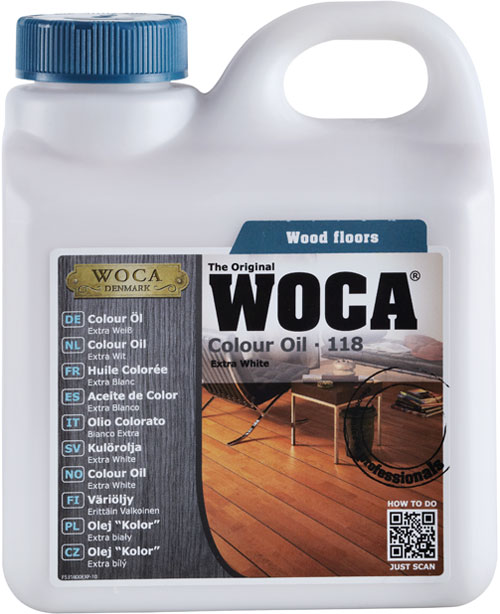 Wood floors
WOCA
DENMARK
The Original
WOCA®
Colour Oil · 118
Extra White
DE Colour Öl
Extra Weiß
NL Colour Oil
Extra Wit
FR Huile Colorée
Extra Blanc
ES Aceite de Color
Extra Blanco
IT Olio Colorato
Bianco Extra
SV Kulörolja
Extra White
NO Colour Oil
Extra White
FI Väriöljy
Erittäin Valkoinen
PL Olej “Kolor”
Extra biały
CZ Olej “Kolor”
Extra bílý
Professionals
HOW TO DO
JUST SCAN